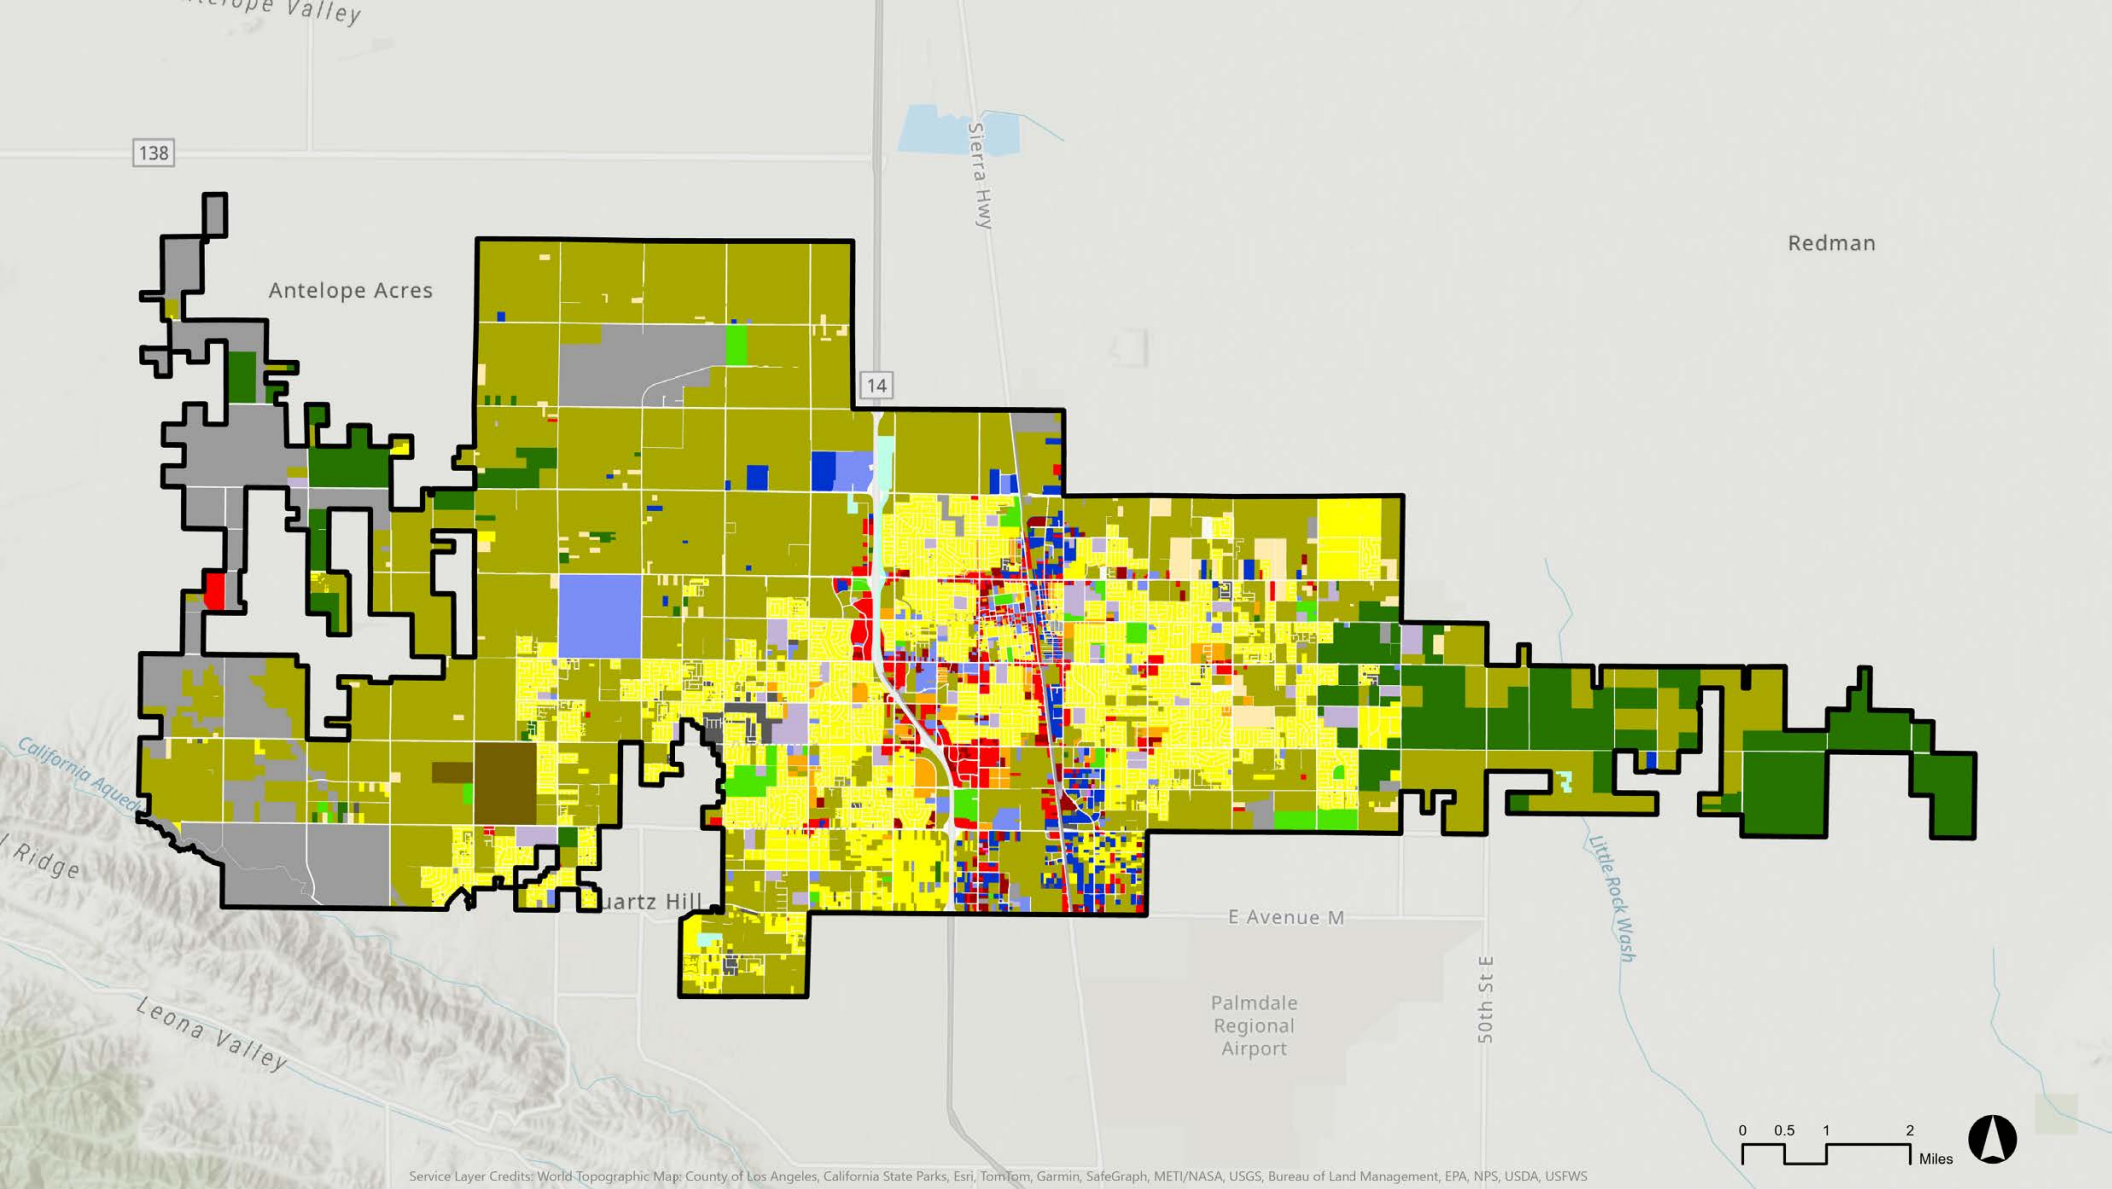 Valley
138
Sierra Hwy
Redman
Antelope Acres
14
California Aqued
Ridge
uartz Hill
E Avenue M
Little Rock Wash
50th St E
Palmdale
Regional
Airport
Leona Valley
0 0.5 1 2
Miles
Service Layer Credits: World Topographic Map: County of Los Angeles, California State Parks, Esri, TomTom, Garmin, SafeGraph, METI/NASA, USGS, Bureau of Land Management, EPA, NPS, USDA, USFWS